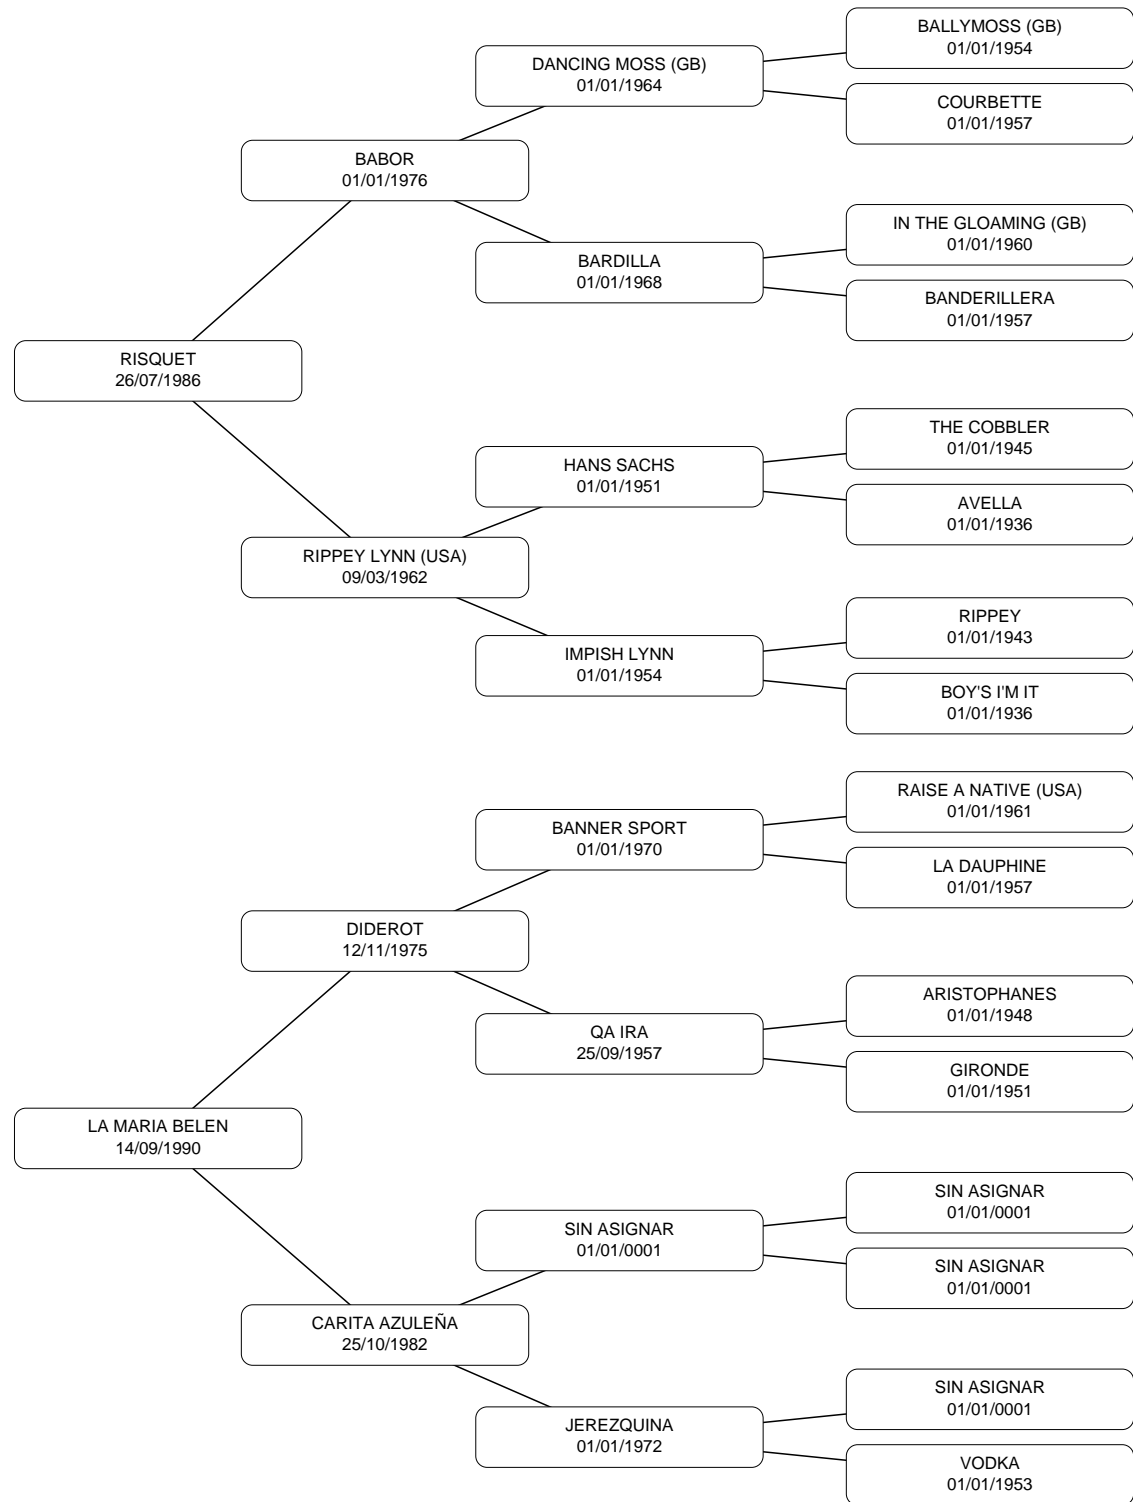 BALLYMOSS (GB)
01/01/1954
DANCING MOSS (GB)
01/01/1964
COURBETTE
01/01/1957
BABOR
01/01/1976
IN THE GLOAMING (GB)
01/01/1960
BARDILLA
01/01/1968
BANDERILLERA
01/01/1957
RISQUET
26/07/1986
THE COBBLER
01/01/1945
HANS SACHS
01/01/1951
AVELLA
01/01/1936
RIPPEY LYNN (USA)
09/03/1962
RIPPEY
01/01/1943
IMPISH LYNN
01/01/1954
BOY'S I'M IT
01/01/1936
RAISE A NATIVE (USA)
01/01/1961
BANNER SPORT
01/01/1970
LA DAUPHINE
01/01/1957
DIDEROT
12/11/1975
ARISTOPHANES
01/01/1948
QA IRA
25/09/1957
GIRONDE
01/01/1951
LA MARIA BELEN
14/09/1990
SIN ASIGNAR
01/01/0001
SIN ASIGNAR
01/01/0001
SIN ASIGNAR
01/01/0001
CARITA AZULEÑA
25/10/1982
SIN ASIGNAR
01/01/0001
JEREZQUINA
01/01/1972
VODKA
01/01/1953